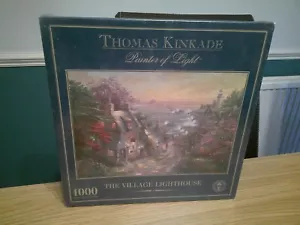 THOMAS KINKADE
Painter of Light
1000
THE VILLAGE LIGHTHOUSE